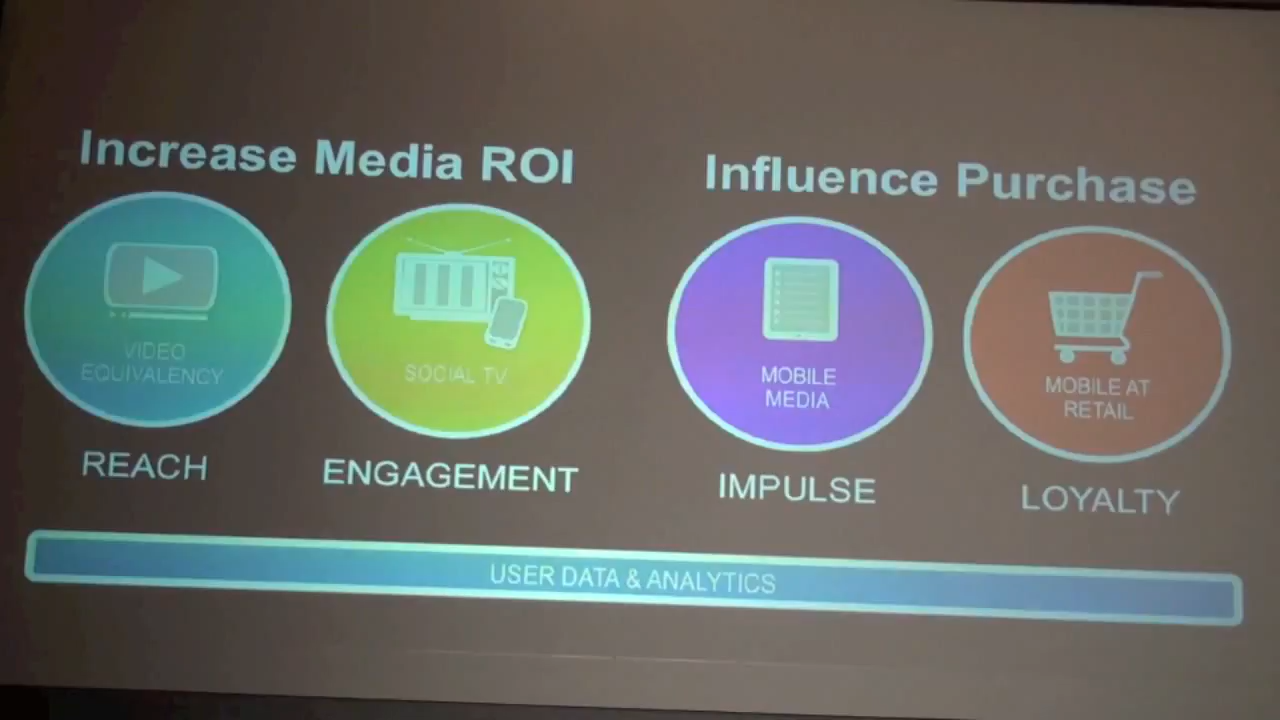 Increase Media ROI
Influence Purchase
VIDEO
EQUIVALENCY
SOCIAL TV
MOBILE
MEDIA
MOBILE AT
RETAIL
REACH
ENGAGEMENT
IMPULSE
LOYALTY
USER DATA & ANALYTICS